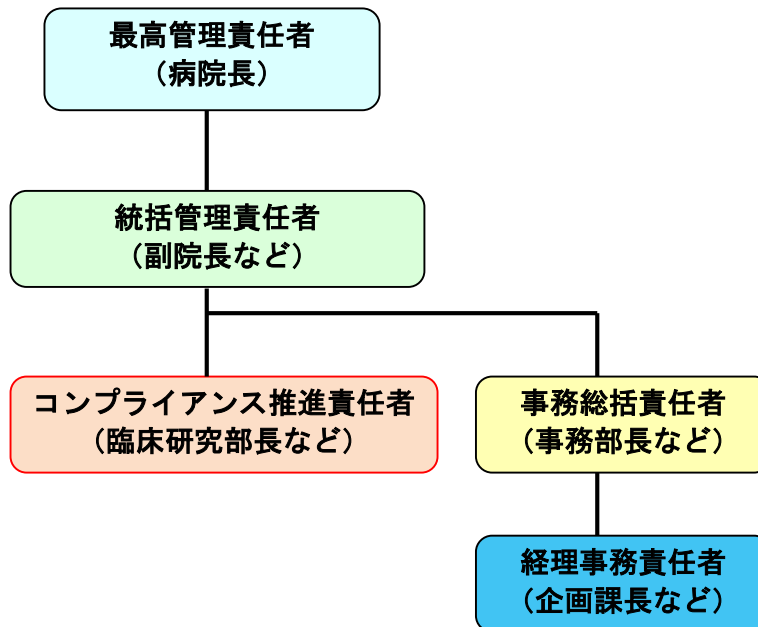 最高管理責任者
（病院長）
統括管理責任者
（副院長など）
コンプライアンス推進責任者
（臨床研究部長など）
事務総括責任者
（事務部長など）
経理事務責任者
（企画課長など）